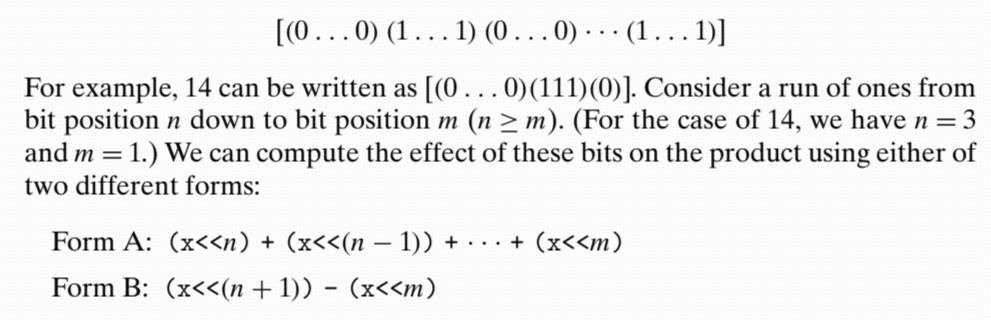 [(0 . . . 0) (1 . . . 1) (0 . . . 0) · · · (1 . . . 1)]
For example, 14 can be written as [(0 . . . 0)(111)(0)]. Consider a run of ones from
bit position n down to bit position m (n ≥ m). (For the case of 14, we have n = 3
and m = 1.) We can compute the effect of these bits on the product using either of
two different forms:
Form A: (x<<n) + (x<<(n − 1)) + · · · + (x<<m)
Form B: (x<<(n + 1)) - (x<<m)